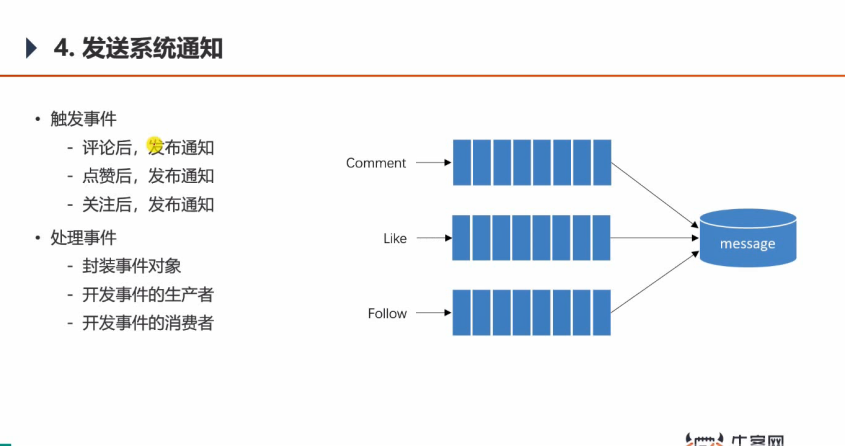 4. 发送系统通知
• 触发事件
- 评论后，发布通知
- 点赞后，发布通知
- 关注后，发布通知
• 处理事件
- 封装事件对象
- 开发事件的生产者
- 开发事件的消费者
Comment
Like
Follow
message
牛客网